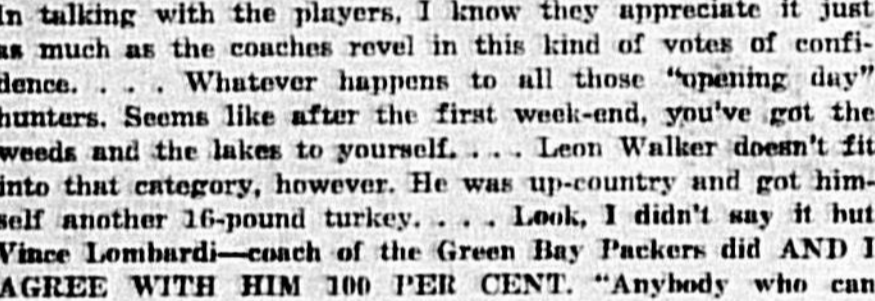 In talking with the players, I know they appreciate it just
as much as the coaches revel in this kind of votes of confi-
dence. . . . Whatever happens to all those "opening day"
hunters. Seems like after the first week-end, you've got the
weeds and the lakes to yourself. . . . Leon Walker doesn't fit
into that category, however. He was up-country and got him-
self another 16-pound turkey. . . . Look, I didn't say it but
Vince Lombardi—coach of the Green Bay Packers did AND I
AGREE WITH HIM 100 PER CENT. "Anybody who can